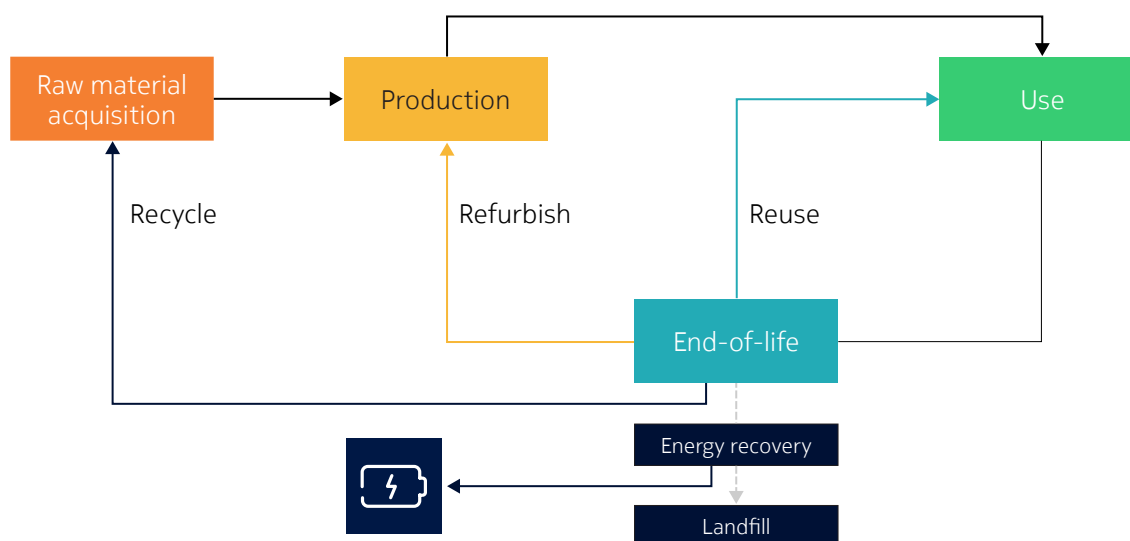 Raw material
acquisition
Production
Use
Recycle
Refurbish
Reuse
End-of-life
Energy recovery
Landfill